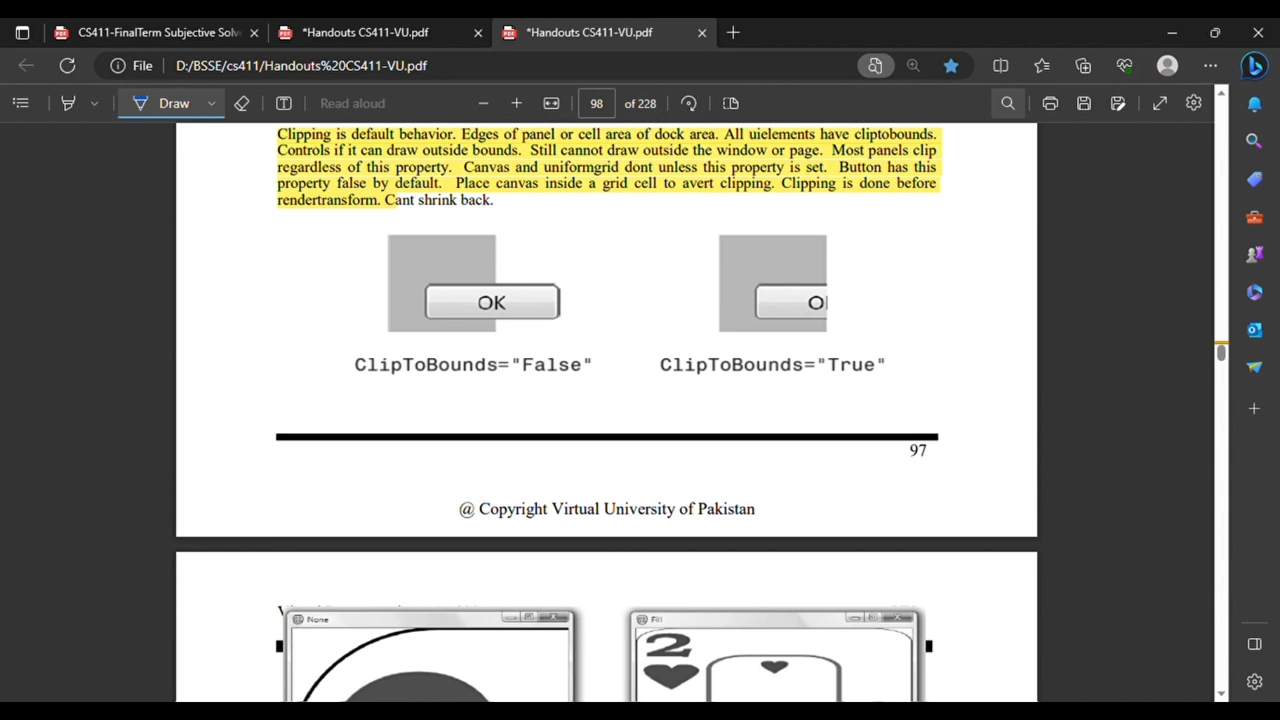 CS411-FinalTerm Subjective Solv
*Handouts CS411-VU.pdf
*Handouts CS411-VU.pdf
File
D:/BSSE/cs411/Handouts%20CS411-VU.pdf
Draw
Read aloud
98
of 228
Clipping is default behavior. Edges of panel or cell area of dock area. All uielements have cliptobounds.
Controls if it can draw outside bounds. Still cannot draw outside the window or page. Most panels clip
regardless of this property. Canvas and uniformgrid dont unless this property is set. Button has this
property false by default. Place canvas inside a grid cell to avert clipping. Clipping is done before
rendertransform. Cant shrink back.
OK
ClipToBounds="False"
ClipToBounds="True"
97
@ Copyright Virtual University of Pakistan
None
Fill
2